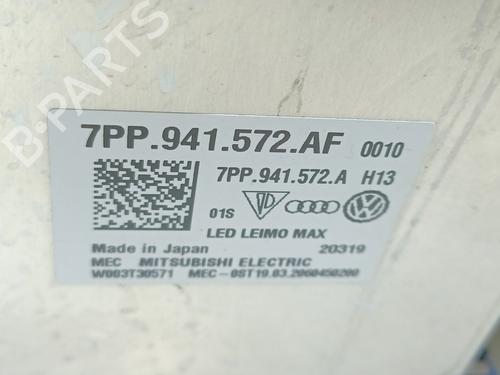 B-PARTS
7PP.941.572.AF 0010
7PP.941.572.A H13
01S
LED LEIMO MAX
Made in Japan 20319
MEC MITSUBISHI ELECTRIC
W003T30571 MEC-0ST19.03.2060450200